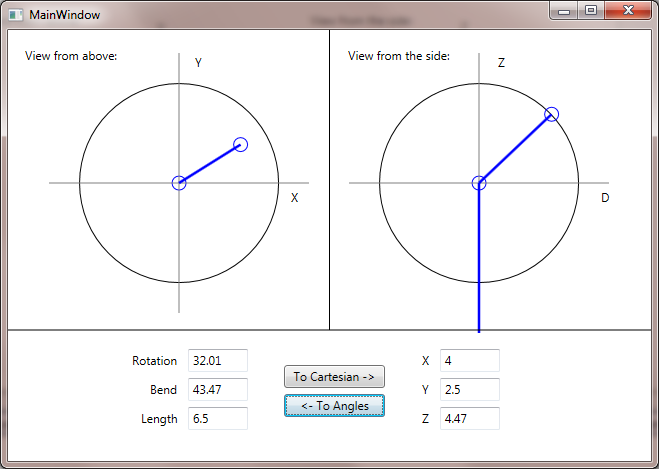 MainWindow
View from above:
Y
X
View from the side:
Z
D
Rotation 32.01
Bend 43.47
Length 6.5
To Cartesian ->
<- To Angles
X 4
Y 2.5
Z 4.47